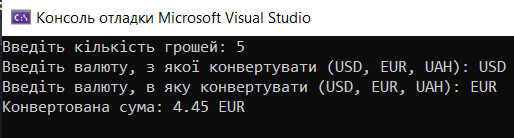 Консоль отладки Microsoft Visual Studio
Введіть кількість грошей: 5
Введіть валюту, з якої конвертувати (USD, EUR, UAH): USD
Введіть валюту, в яку конвертувати (USD, EUR, UAH): EUR
Конвертована сума: 4.45 EUR